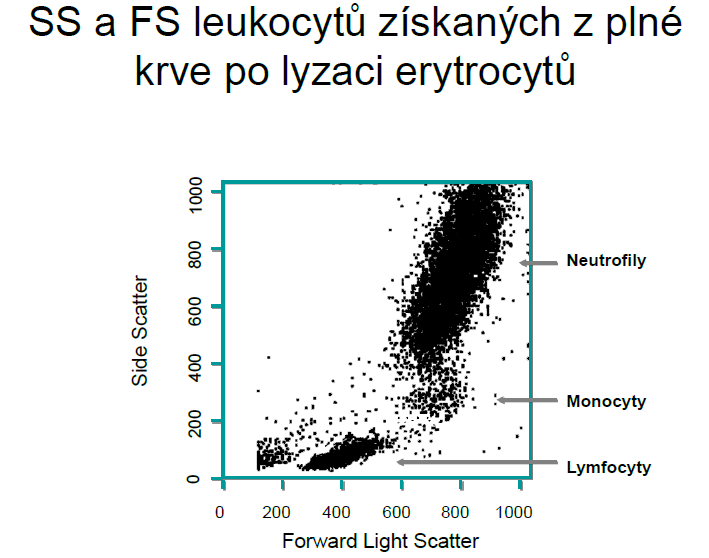 SS a FS leukocytů získaných z plné
krve po lyzaci erytrocytů
1000
800
600
400
200
0
Side Scatter
Neutrofily
Monocyty
Lymfocyty
0 200 400 600 800 1000
Forward Light Scatter